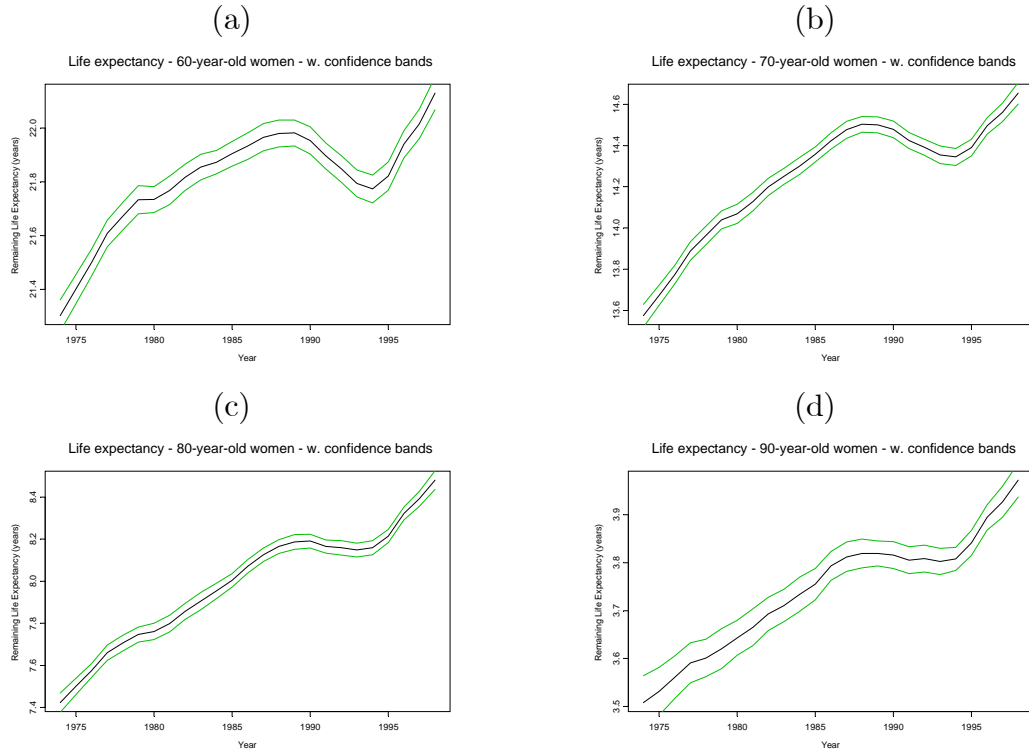 (a)
Life expectancy - 60-year-old women - w. confidence bands
Remaining Life Expectancy (years)
22.0
21.8
21.6
21.4
1975 1980 1985 1990 1995
Year
(b)
Life expectancy - 70-year-old women - w. confidence bands
Remaining Life Expectancy (years)
14.6
14.4
14.2
14.0
13.8
13.6
1975 1980 1985 1990 1995
Year
(c)
Life expectancy - 80-year-old women - w. confidence bands
Remaining Life Expectancy (years)
8.4
8.2
8.0
7.8
7.6
7.4
1975 1980 1985 1990 1995
Year
(d)
Life expectancy - 90-year-old women - w. confidence bands
Remaining Life Expectancy (years)
3.9
3.8
3.7
3.6
3.5
1975 1980 1985 1990 1995
Year